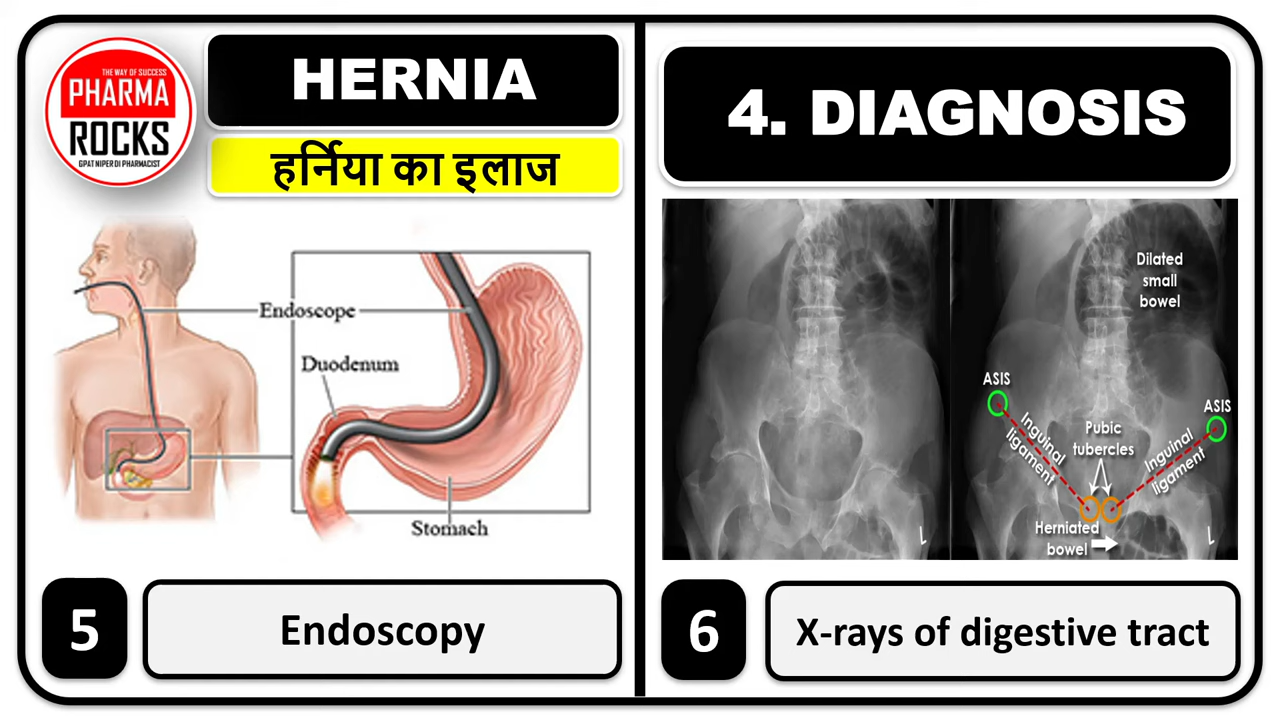 THE WAY OF SUCCESS
PHARMA
ROCKS
GPAT NIPER DI PHARMACIST
HERNIA
हर्निया का इलाज
Endoscope
Duodenum
Stomach
5
Endoscopy
4. DIAGNOSIS
Dilated
small
bowel
ASIS
ASIS
Inguinal
ligament
Pubic
tubercles
Inguinal
ligament
Herniated
bowel
L
L
6
X-rays of digestive tract